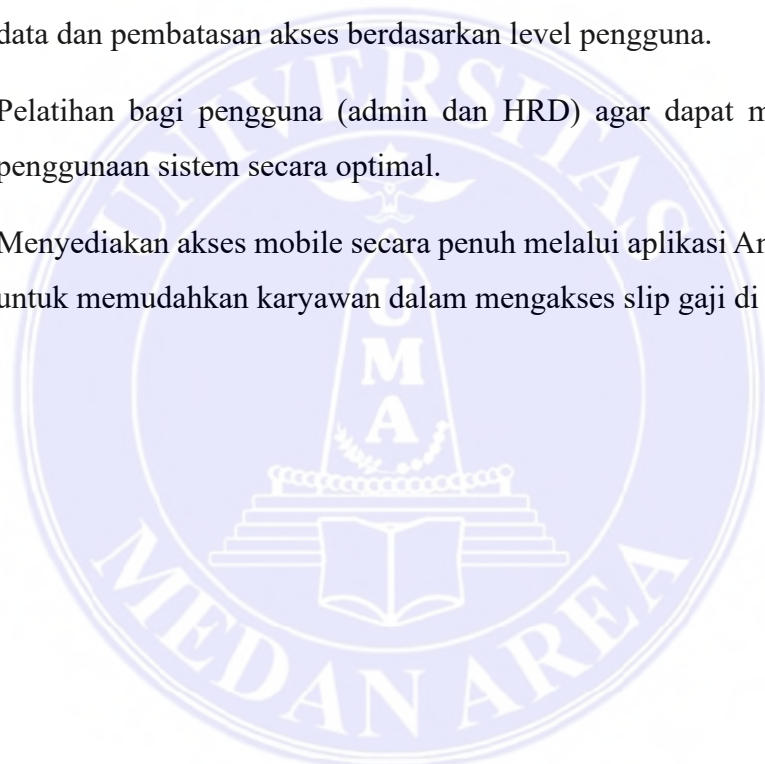 data dan pembatasan akses berdasarkan level pengguna.
Pelatihan bagi pengguna (admin dan HRD) agar dapat
penggunaan sistem secara optimal.
Menyediakan akses mobile secara penuh melalui aplikasi
untuk memudahkan karyawan dalam mengakses slip gaji di
UNIVERSITAS
UMA
MEDAN AREA